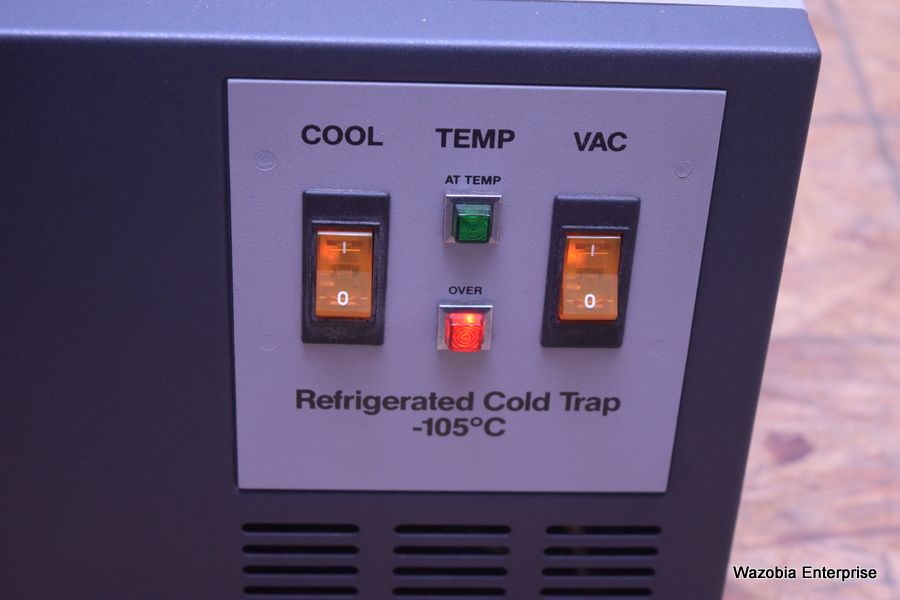 COOL TEMP VAC
AT TEMP
I I
0 0
OVER
Refrigerated Cold Trap
-105°C
Wazobia Enterprise